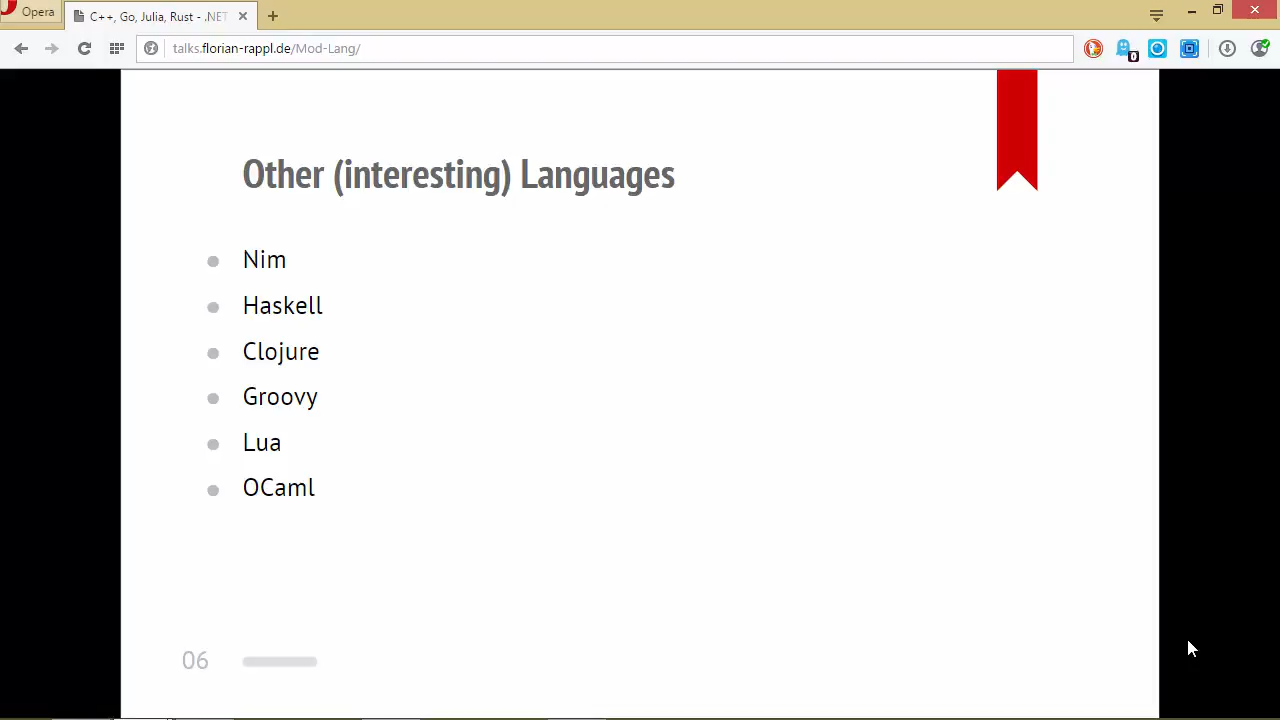 Opera
C++, Go, Julia, Rust - .NET
talks.florian-rappl.de/Mod-Lang/
0
Other (interesting) Languages
Nim
Haskell
Clojure
Groovy
Lua
OCaml
06